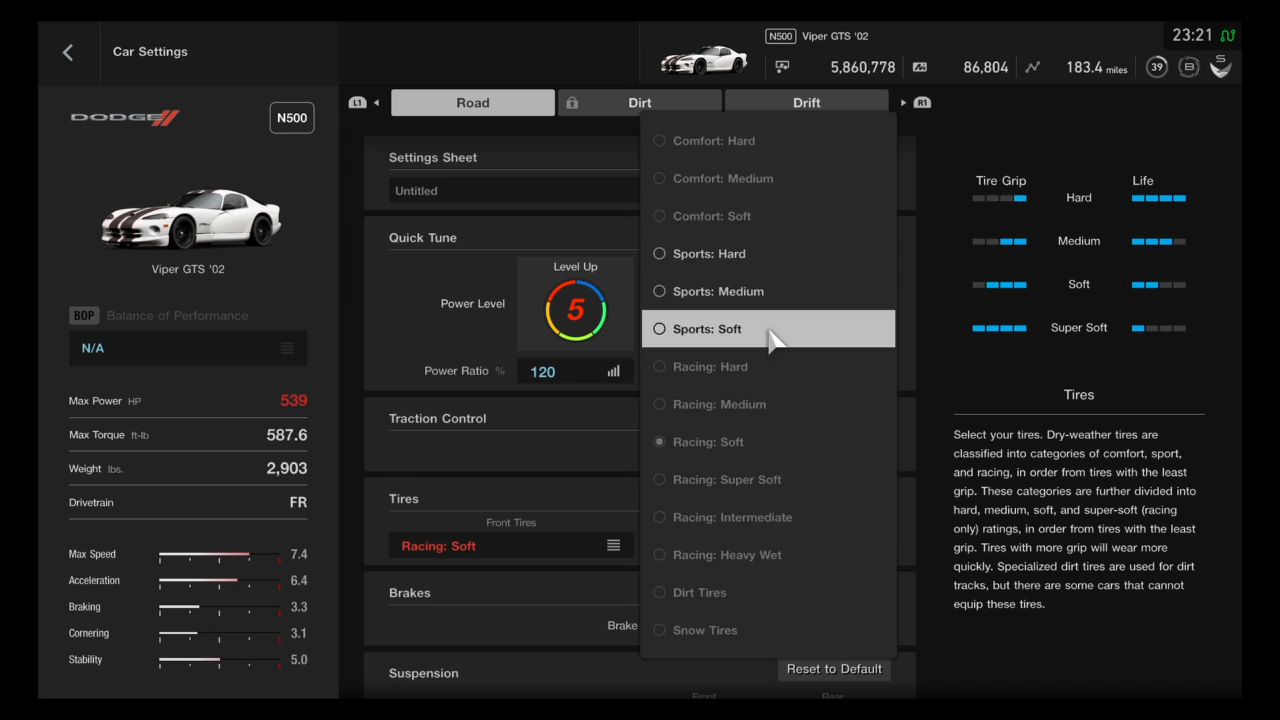 Car Settings
N500 Viper GTS '02
23:21
5,860,778
86,804
183.4 miles
39
B
S
DODGE
N500
Viper GTS '02
BOP Balance of Performance
N/A
Max Power HP 539
Max Torque ft-lb 587.6
Weight lbs. 2,903
Drivetrain FR
Max Speed 7.4
Acceleration 6.4
Braking 3.3
Cornering 3.1
Stability 5.0
L1 Road Dirt Drift R1
Settings Sheet
Untitled
Quick Tune
Level Up
Power Level 5
Power Ratio % 120
Traction Control
Tires
Front Tires
Racing: Soft
Brakes
Brake
Suspension
Front Rear
Comfort: Hard
Comfort: Medium
Comfort: Soft
Sports: Hard
Sports: Medium
Sports: Soft
Racing: Hard
Racing: Medium
Racing: Soft
Racing: Super Soft
Racing: Intermediate
Racing: Heavy Wet
Dirt Tires
Snow Tires
Reset to Default
Tire Grip Life
Hard
Medium
Soft
Super Soft
Tires
Select your tires. Dry-weather tires are
classified into categories of comfort, sport,
and racing, in order from tires with the least
grip. These categories are further divided into
hard, medium, soft, and super-soft (racing
only) ratings, in order from tires with the least
grip. Tires with more grip will wear more
quickly. Specialized dirt tires are used for dirt
tracks, but there are some cars that cannot
equip these tires.